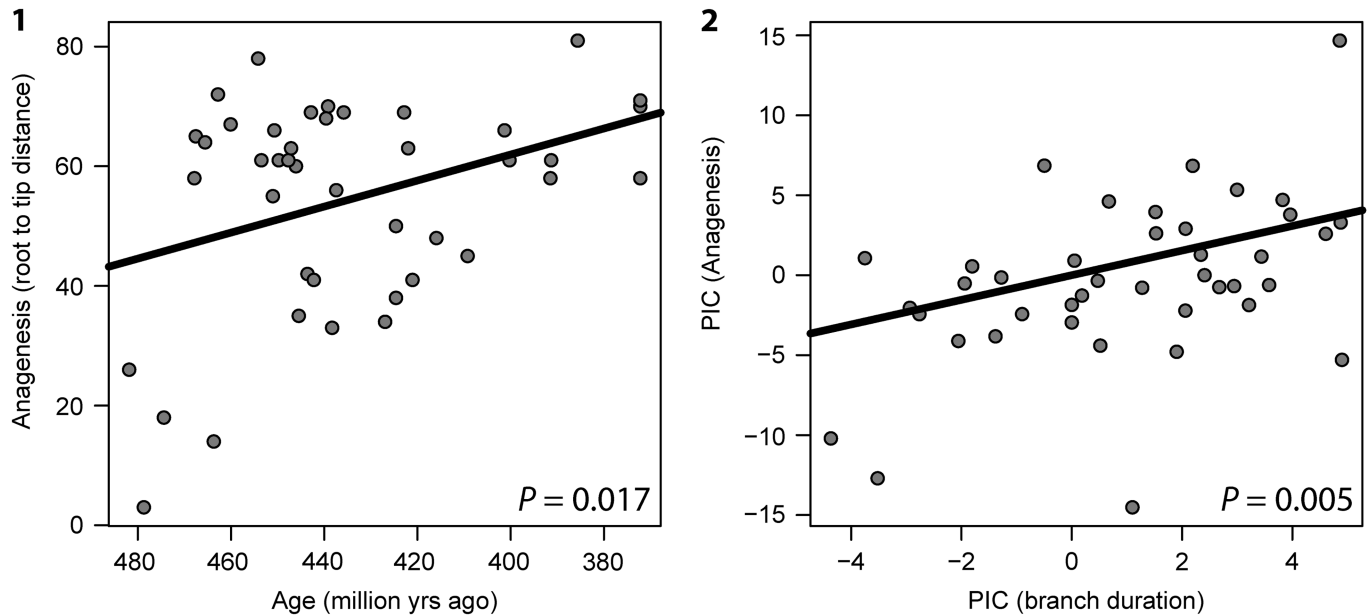 1
80
60
40
20
0
Anagenesis (root to tip distance)
P = 0.017
480 460 440 420 400 380
Age (million yrs ago)
2
15
10
5
0
−5
−10
−15
PIC (Anagenesis)
P = 0.005
−4 −2 0 2 4
PIC (branch duration)